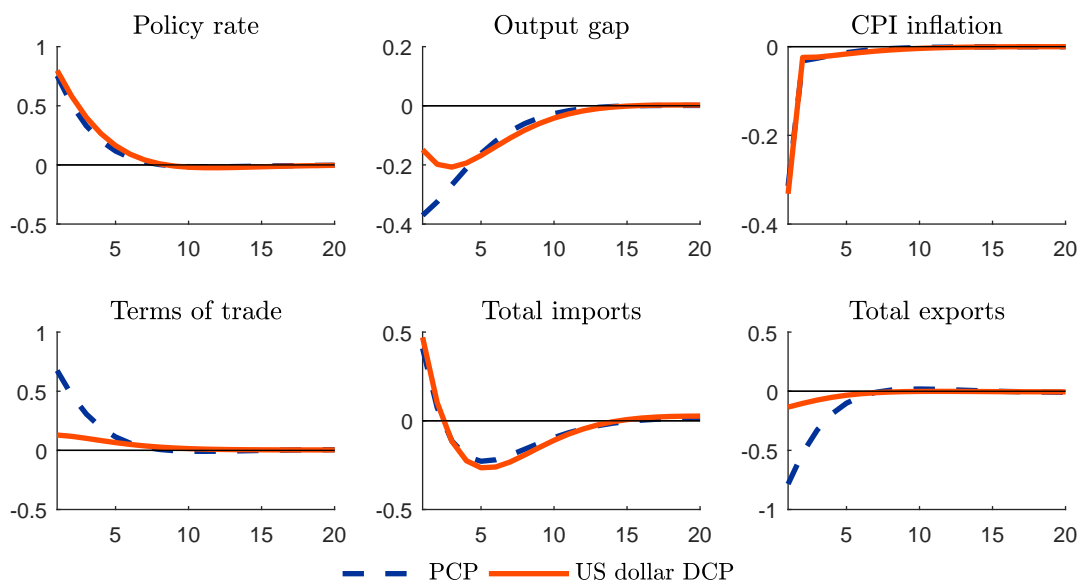 Policy rate
1
0.5
0
-0.5
5 10 15 20
Output gap
0.2
0
-0.2
-0.4
5 10 15 20
CPI inflation
0
-0.2
-0.4
5 10 15 20
Terms of trade
1
0.5
0
-0.5
5 10 15 20
Total imports
0.5
0
-0.5
5 10 15 20
Total exports
0.5
0
-0.5
-1
5 10 15 20
PCP US dollar DCP